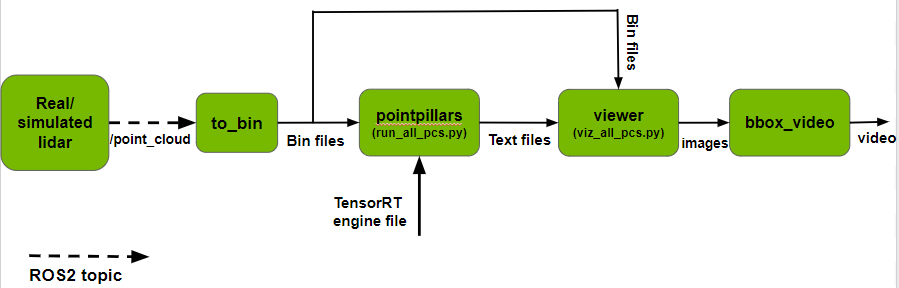 Real/
simulated
lidar
/point_cloud
to_bin
Bin files
pointpillars
(run_all_pcs.py)
TensorRT
engine file
Text files
Bin files
viewer
(viz_all_pcs.py)
images
bbox_video
video
ROS2 topic